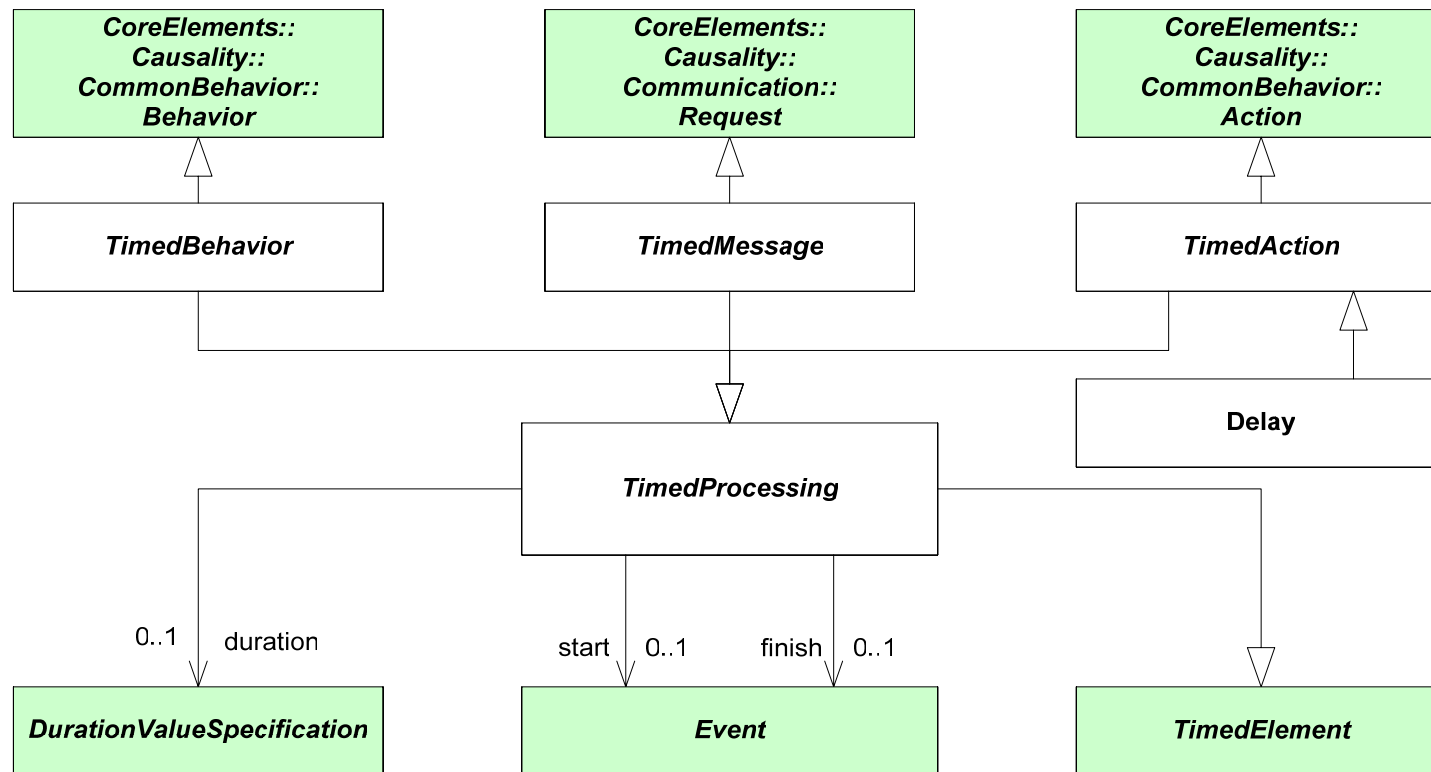 CoreElements::
Causality::
CommonBehavior::
Behavior
CoreElements::
Causality::
Communication::
Request
CoreElements::
Causality::
CommonBehavior::
Action
TimedBehavior
TimedMessage
TimedAction
Delay
TimedProcessing
0..1 duration
start 0..1
finish 0..1
DurationValueSpecification
Event
TimedElement